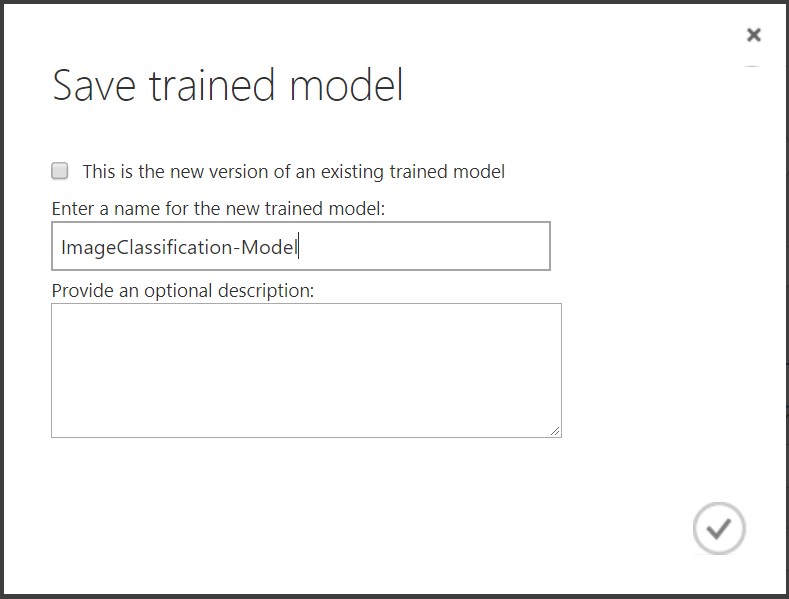 Save trained model
This is the new version of an existing trained model
Enter a name for the new trained model:
ImageClassification-Model
Provide an optional description: